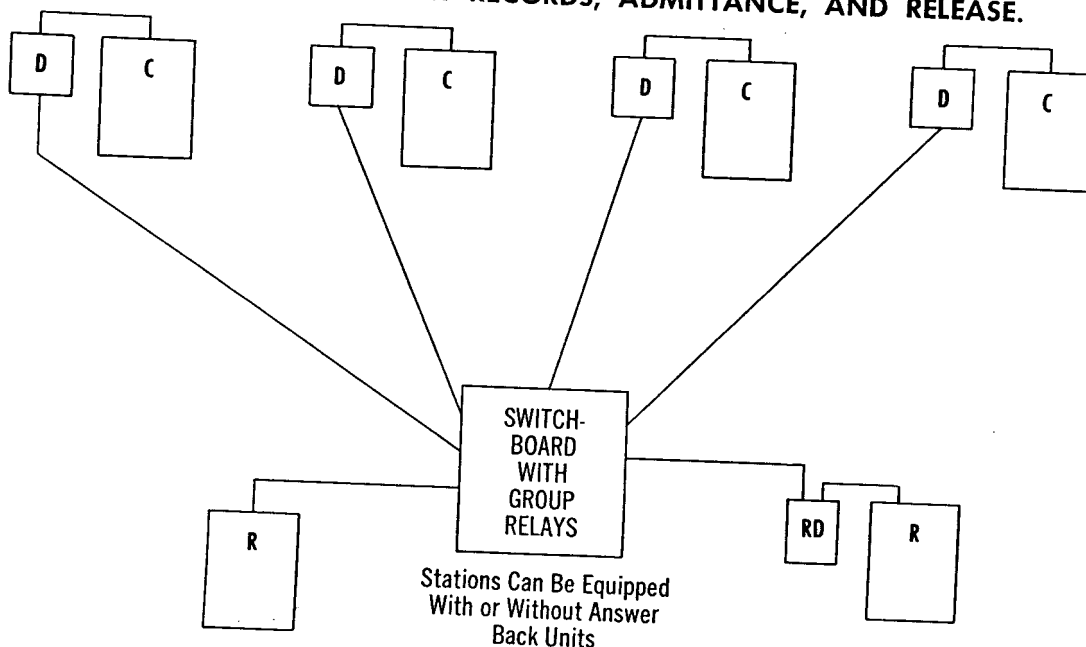 RECORDS, ADMITTANCE, AND RELEASE.
D C D C D C D C
SWITCH-
BOARD
WITH
GROUP
RELAYS
R RD R
Stations Can Be Equipped
With or Without Answer
Back Units